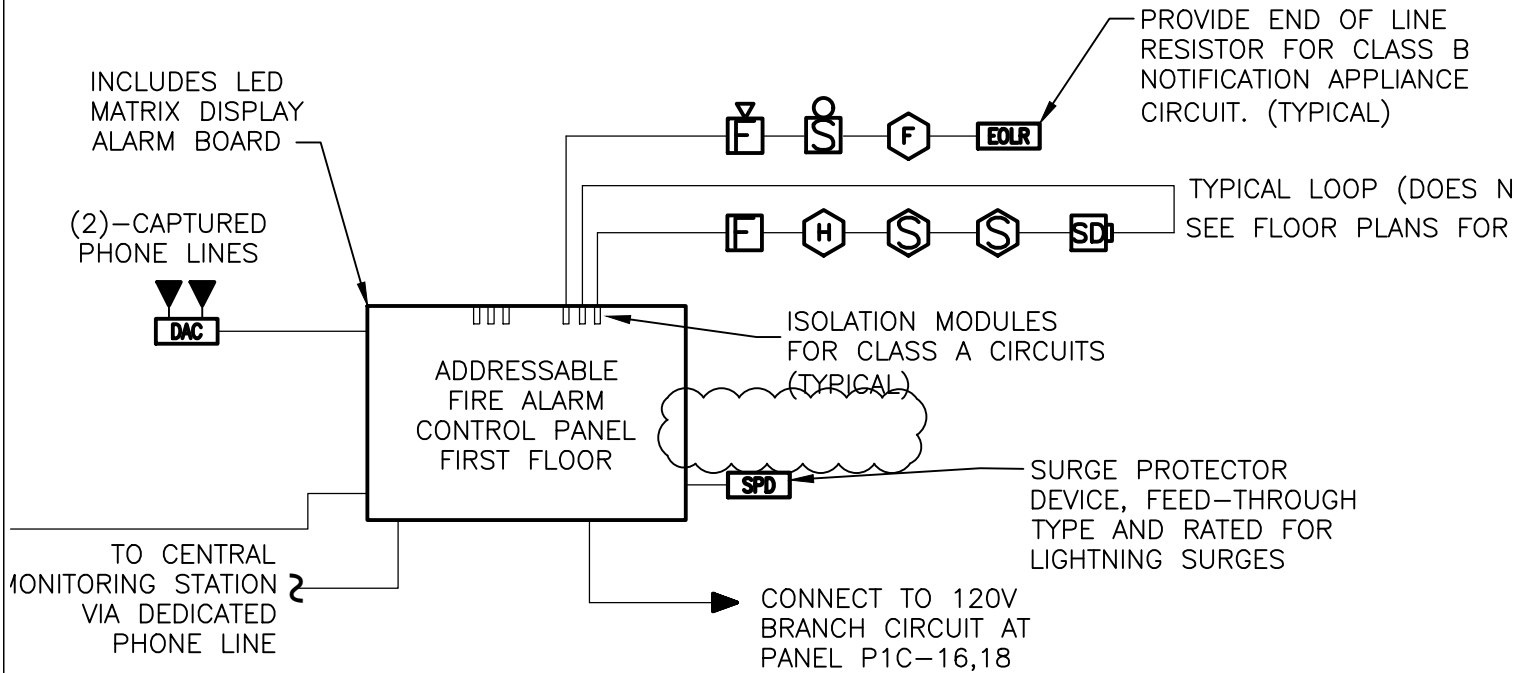 PROVIDE END OF LINE
RESISTOR FOR CLASS B
NOTIFICATION APPLIANCE
CIRCUIT. (TYPICAL)
INCLUDES LED
MATRIX DISPLAY
ALARM BOARD
F S F EOLR
TYPICAL LOOP (DOES N
(2)-CAPTURED
PHONE LINES
F H S S SD
SEE FLOOR PLANS FOR
DAC
ISOLATION MODULES
FOR CLASS A CIRCUITS
(TYPICAL)
ADDRESSABLE
FIRE ALARM
CONTROL PANEL
FIRST FLOOR
SPD
SURGE PROTECTOR
DEVICE, FEED-THROUGH
TYPE AND RATED FOR
LIGHTNING SURGES
TO CENTRAL
MONITORING STATION
VIA DEDICATED
PHONE LINE
CONNECT TO 120V
BRANCH CIRCUIT AT
PANEL P1C-16,18